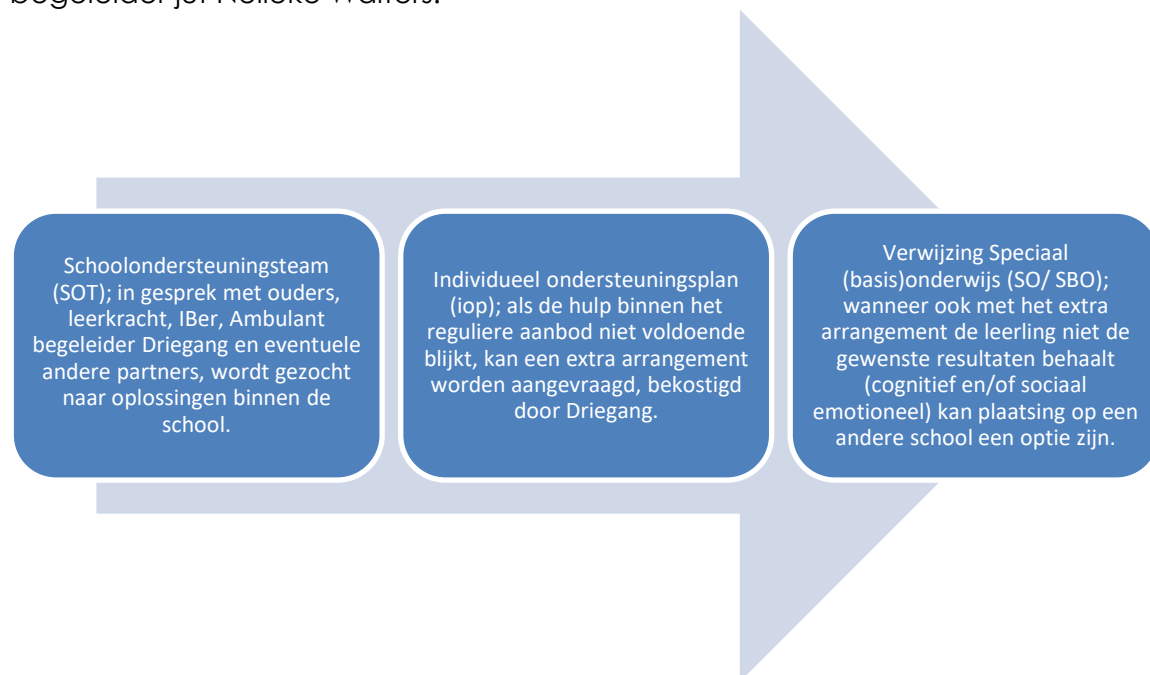 begeleider juf Nelleke Walfers.
Schoolondersteuningsteam
(SOT); in gesprek met ouders,
leerkracht, IBer, Ambulant
begeleider Driegang en eventuele
andere partners, wordt gezocht
naar oplossingen binnen de
school.
Individueel ondersteuningsplan
(iop); als de hulp binnen het
reguliere aanbod niet voldoende
blijkt, kan een extra arrangement
worden aangevraagd, bekostigd
door Driegang.
Verwijzing Speciaal
(basis)onderwijs (SO/ SBO);
wanneer ook met het extra
arrangement de leerling niet de
gewenste resultaten behaalt
(cognitief en/of sociaal
emotioneel) kan plaatsing op een
andere school een optie zijn.